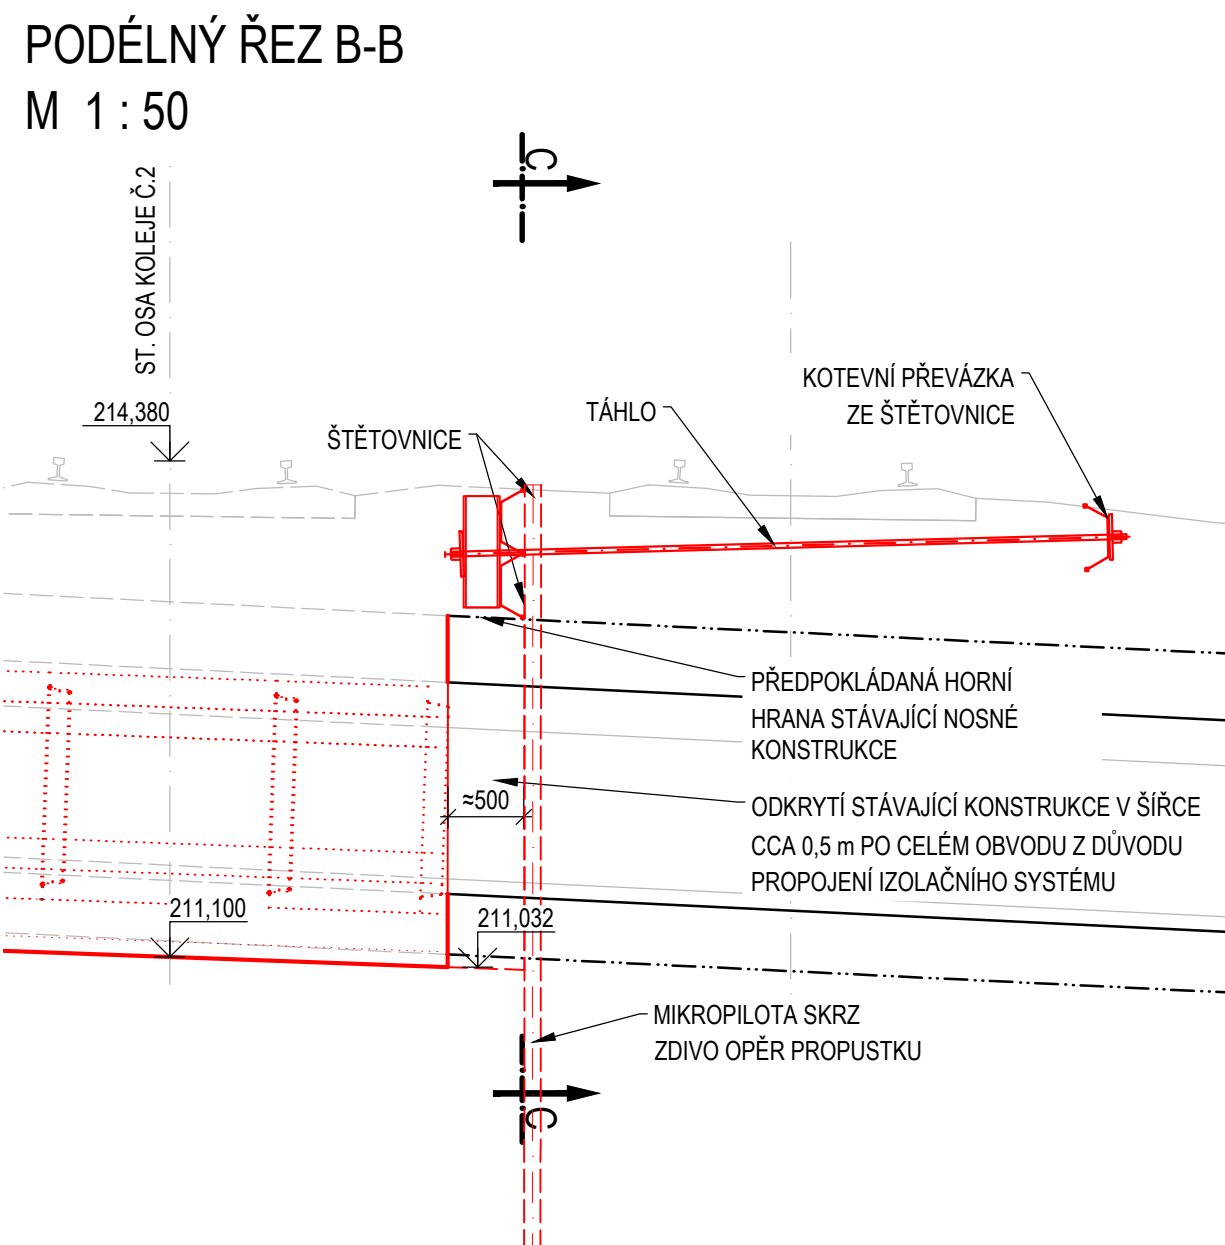 PODÉLNÝ ŘEZ B-B
M 1 : 50
C
ST. OSA KOLEJE Č.2
214,380
ŠTĚTOVNICE
TÁHLO
KOTEVNÍ PŘEVÁZKA
ZE ŠTĚTOVNICE
PŘEDPOKLÁDANÁ HORNÍ
HRANA STÁVAJÍCÍ NOSNÉ
KONSTRUKCE
≈500
ODKRYTÍ STÁVAJÍCÍ KONSTRUKCE V ŠÍŘCE
CCA 0,5 m PO CELÉM OBVODU Z DŮVODU
PROPOJENÍ IZOLAČNÍHO SYSTÉMU
211,100
211,032
MIKROPILOTA SKRZ
ZDIVO OPĚR PROPUSTKU
C